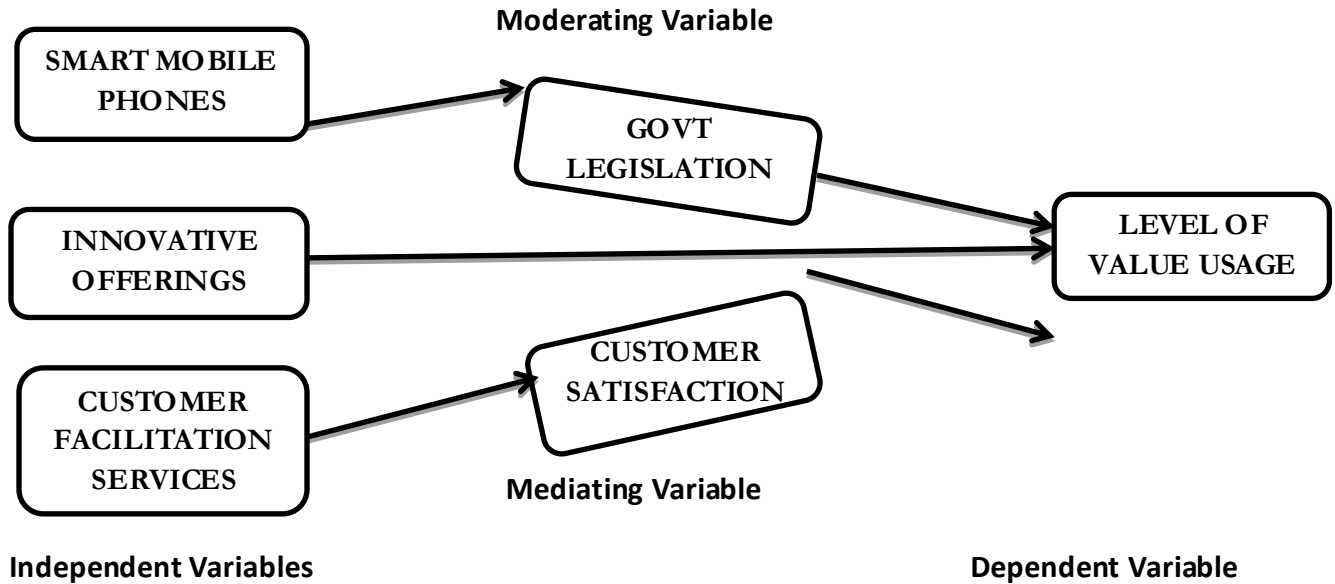 Moderating Variable
SMART MOBILE
PHONES
GOVT
LEGISLATION
INNOVATIVE
OFFERINGS
LEVEL OF
VALUE USAGE
CUSTOMER
FACILITATION
SERVICES
CUSTOMER
SATISFACTION
Mediating Variable
Independent Variables
Dependent Variable